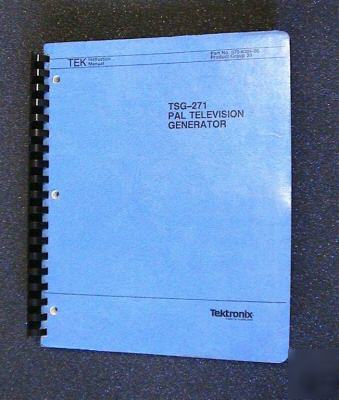 TEK Instruction
Manual
Part No.
Product Group
TSG-271
PAL TELEVISION
GENERATOR
Tektronix